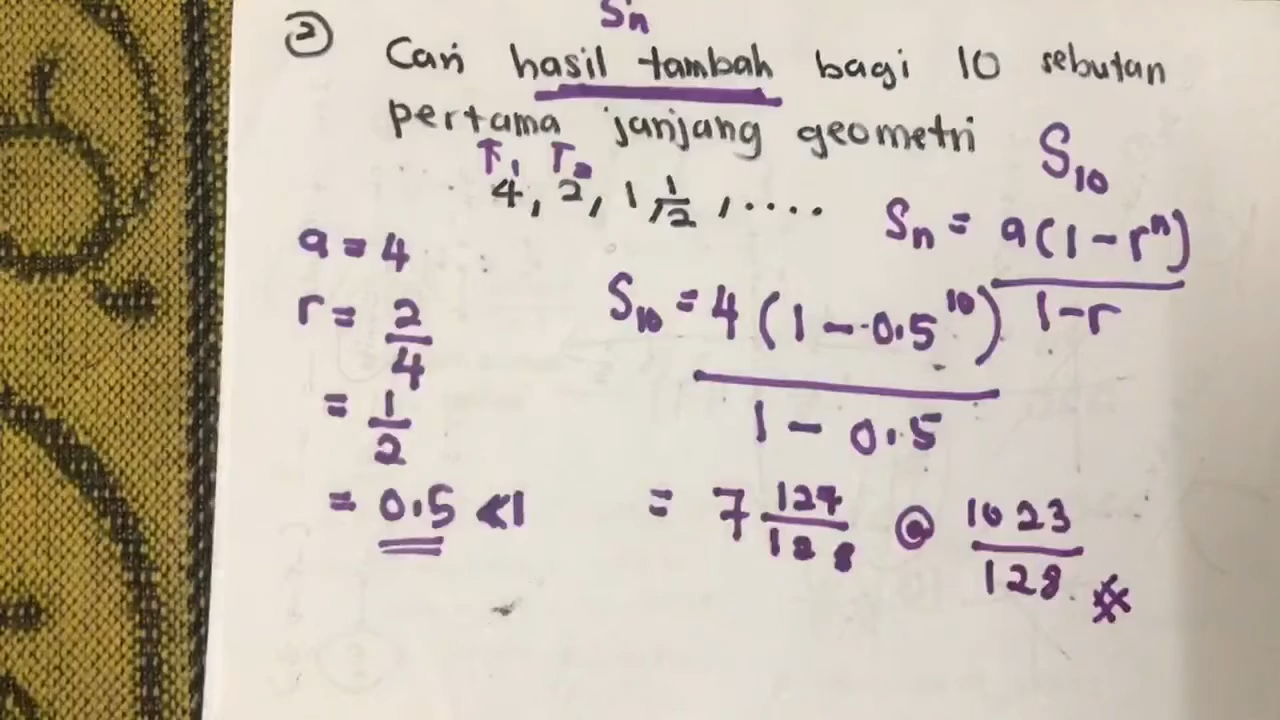 Sn
② Cari hasil tambah bagi 10 sebutan
pertama janjang geometri
T₁ T₂ S₁₀
4, 2, 1, 1/2, ....
Sn = a(1-rⁿ) / 1-r
a = 4
r = 2/4
= 1/2
= 0.5 < 1
S₁₀ = 4(1-0.5¹⁰) / 1-0.5
= 7 127/128 @ 1023/128